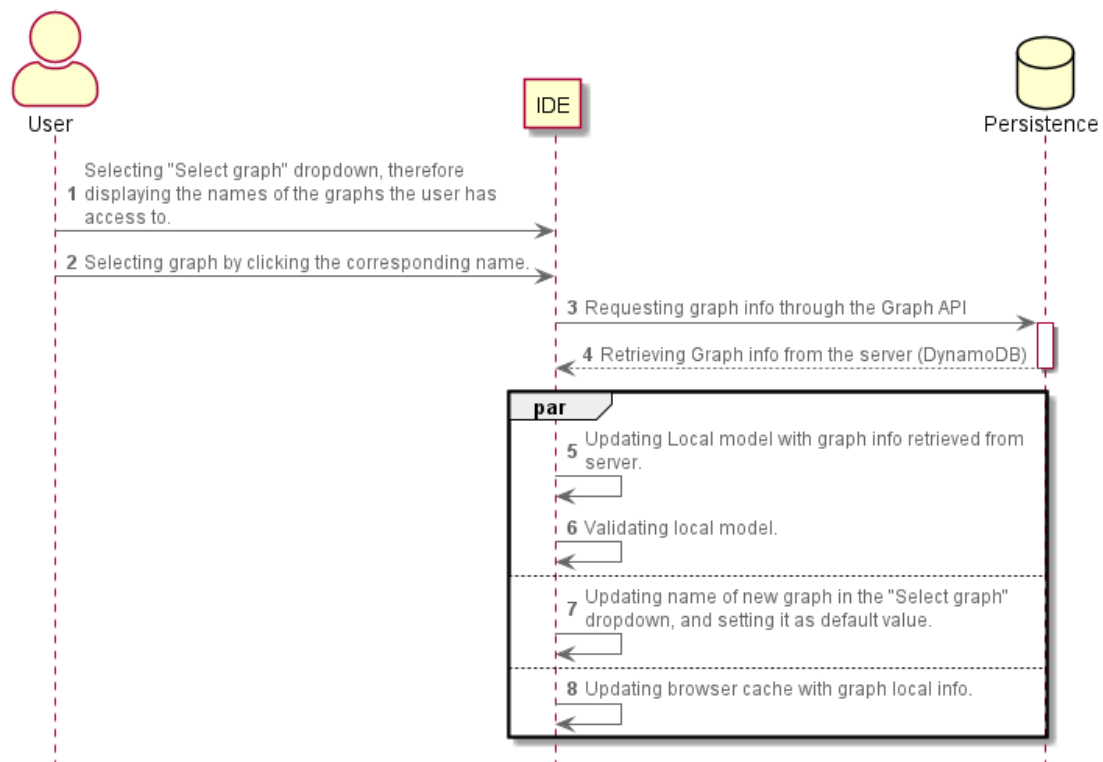 User
IDE
Persistence
Selecting "Select graph" dropdown, therefore
1 displaying the names of the graphs the user has
access to.
2 Selecting graph by clicking the corresponding name.
3 Requesting graph info through the Graph API
4 Retrieving Graph info from the server (DynamoDB)
par
Updating Local model with graph info retrieved from
5
server.
6 Validating local model.
Updating name of new graph in the "Select graph"
7
dropdown, and setting it as default value.
8 Updating browser cache with graph local info.